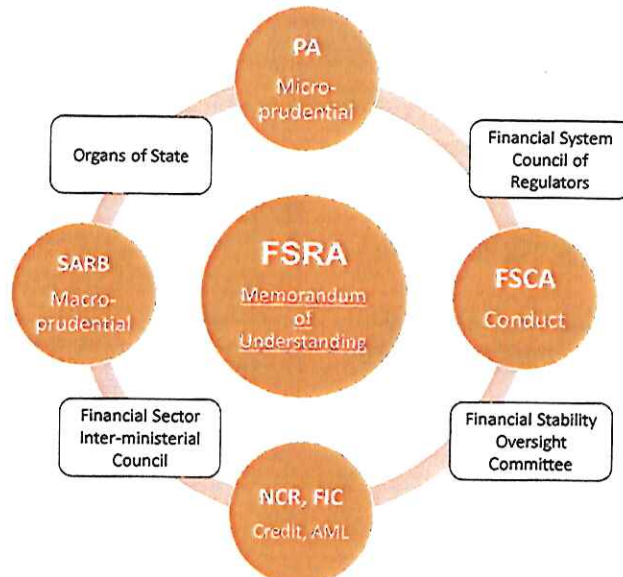 PA
Micro-
prudential
Organs of
State
Financial System
Council of
Regulators
SARB
Macro-
prudential
FSRA
Memorandum
of
Understanding
FSCA
Conduct
Financial Sector
Inter-ministerial
Council
Financial Stability
Oversight
Committee
NCR, FIC
Credit, AML